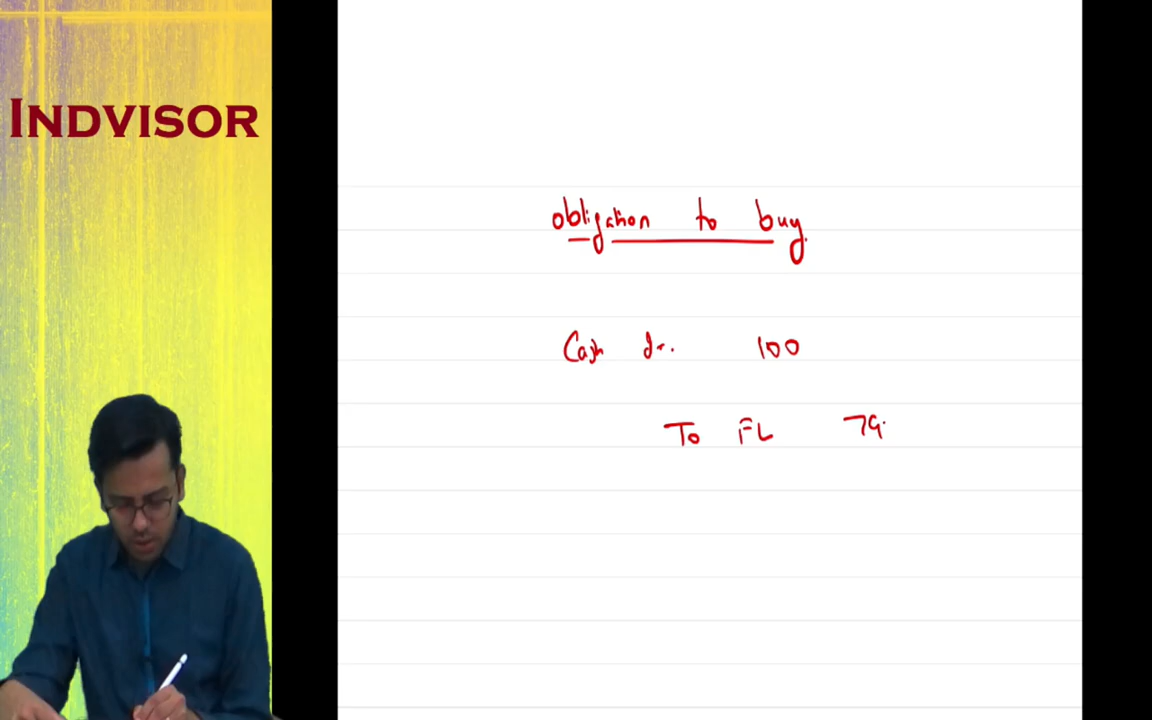 INDVISOR
obligation to buy.
Cash dr. 100
To FL 79.